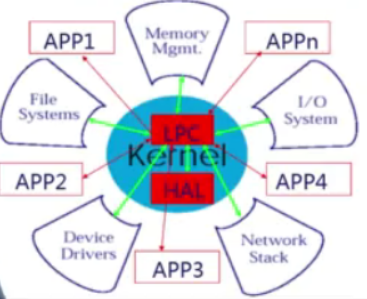 APP1
Memory
Mgmt.
APPn
File
Systems
I/O
System
LPC
Kernel
HAL
APP2
APP4
Device
Drivers
APP3
Network
Stack